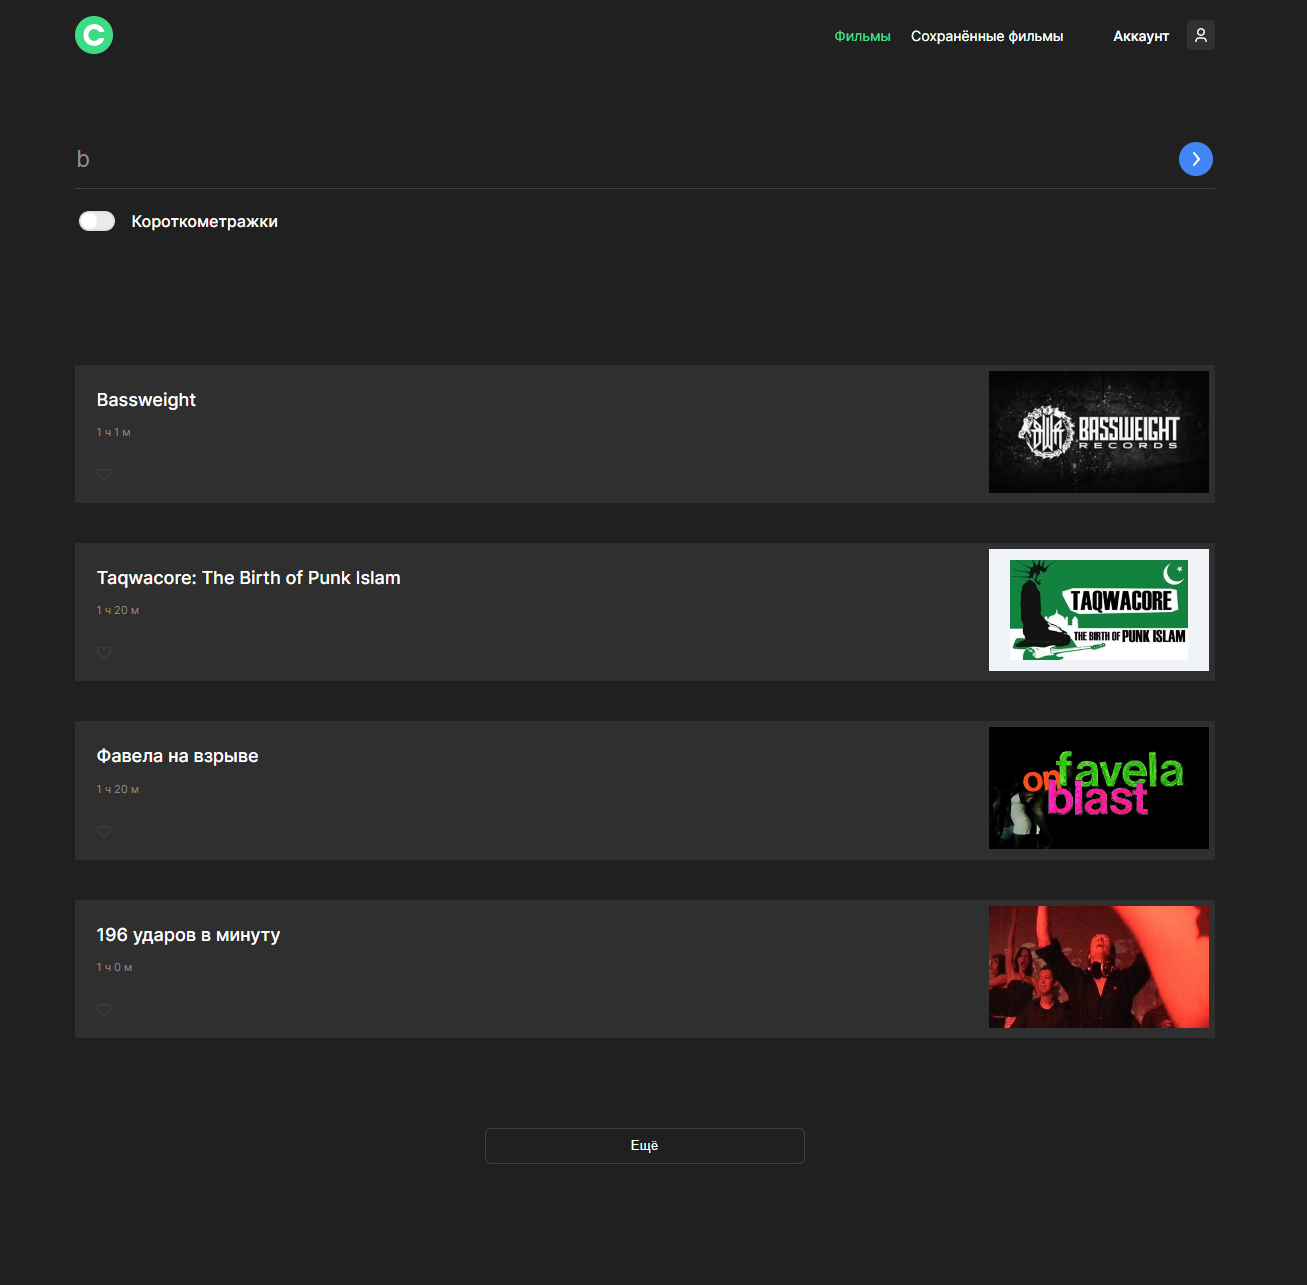 Фильмы Сохранённые фильмы Аккаунт
b
Короткометражки
Bassweight
1 ч 1 м
BASSWEIGHT
RECORDS
Taqwacore: The Birth of Punk Islam
1 ч 20 м
TAQWACORE
THE BIRTH OF PUNK ISLAM
Фавела на взрыве
1 ч 20 м
favela
on
blast
196 ударов в минуту
1 ч 0 м
Ещё